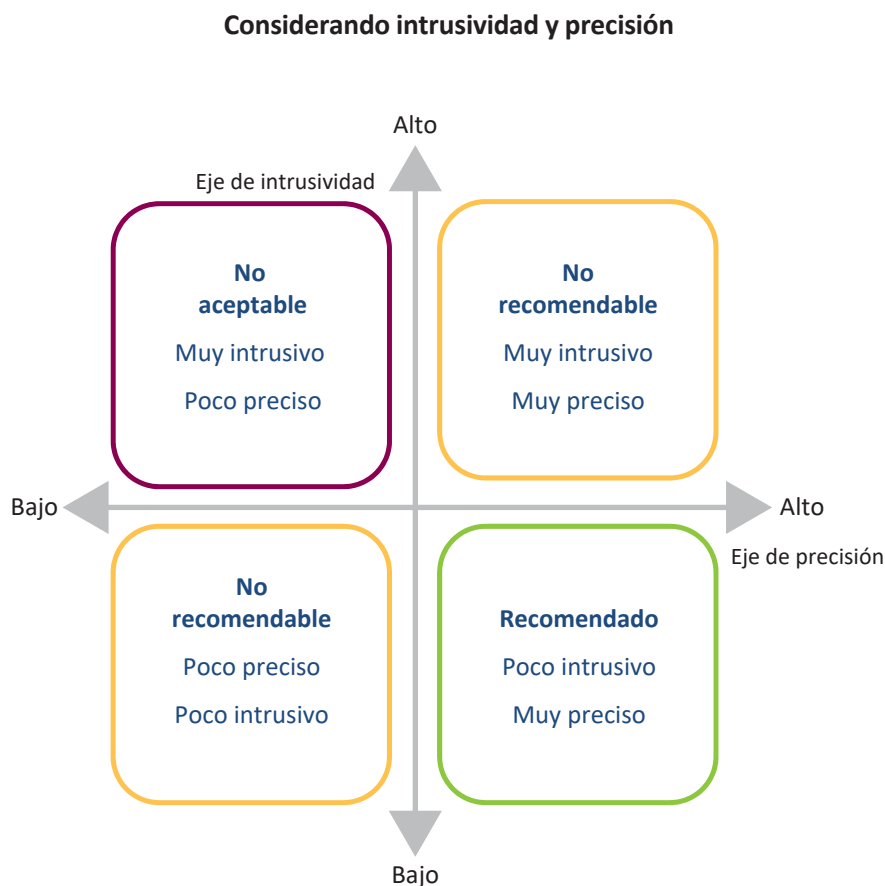 Considerando intrusividad y precisión
Alto
Eje de intrusividad
No
aceptable
Muy intrusivo
Poco preciso
No
recomendable
Muy intrusivo
Muy preciso
Bajo
Alto
Eje de precisión
No
recomendable
Poco preciso
Poco intrusivo
Recomendado
Poco intrusivo
Muy preciso
Bajo